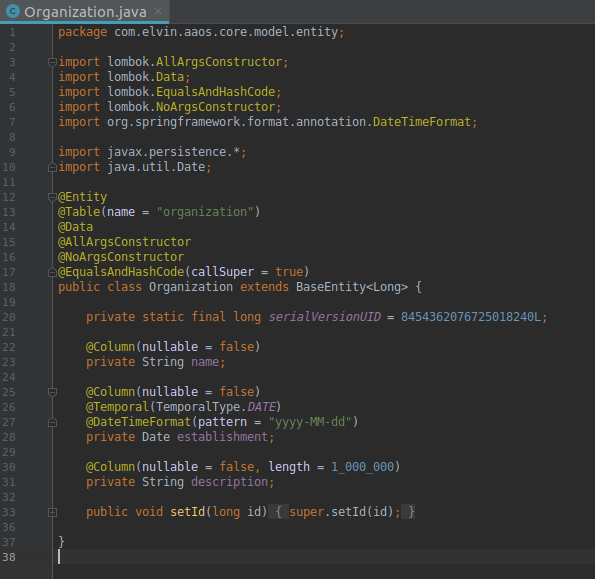 Organization.java
1 package com.elvin.aaos.core.model.entity;
2
3 import lombok.AllArgsConstructor;
4 import lombok.Data;
5 import lombok.EqualsAndHashCode;
6 import lombok.NoArgsConstructor;
7 import org.springframework.format.annotation.DateTimeFormat;
8
9 import javax.persistence.*;
10 import java.util.Date;
11
12 @Entity
13 @Table(name = "organization")
14 @Data
15 @AllArgsConstructor
16 @NoArgsConstructor
17 @EqualsAndHashCode(callSuper = true)
18 public class Organization extends BaseEntity<Long> {
19
20 private static final long serialVersionUID = 8454362076725018240L;
21
22 @Column(nullable = false)
23 private String name;
24
25 @Column(nullable = false)
26 @Temporal(TemporalType.DATE)
27 @DateTimeFormat(pattern = "yyyy-MM-dd")
28 private Date establishment;
29
30 @Column(nullable = false, length = 1_000_000)
31 private String description;
32
33 public void setId(long id) { super.setId(id); }
36
37 }
38